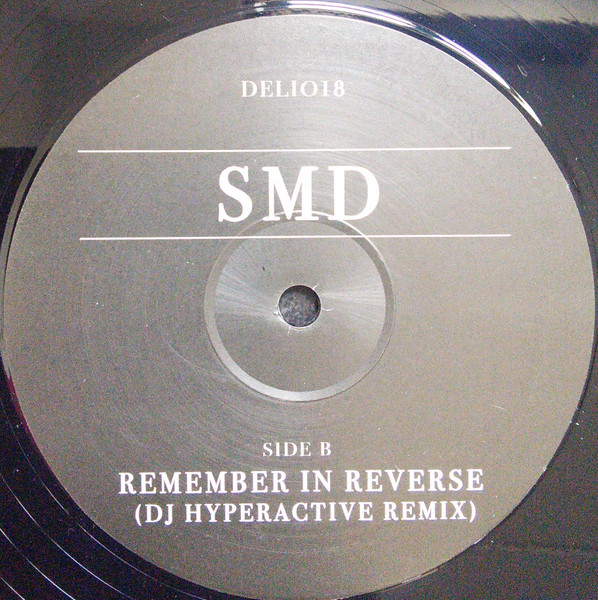 DELI018
SMD
SIDE B
REMEMBER IN REVERSE
(DJ HYPERACTIVE REMIX)